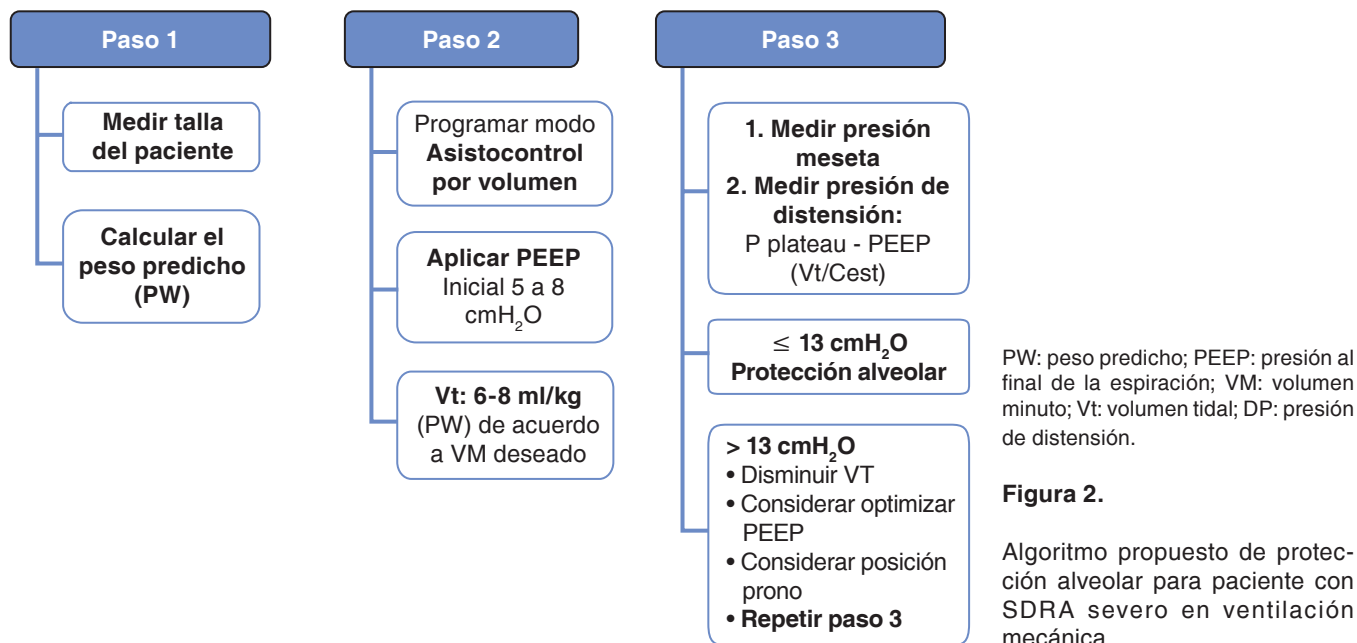 Paso 1
Medir talla
del paciente
Calcular el
peso predicho
(PW)
Paso 2
Programar modo
Asistocontrol
por volumen
Aplicar PEEP
Inicial 5 a 8
cmH₂O
Vt: 6-8 ml/kg
(PW) de acuerdo
a VM deseado
Paso 3
1. Medir presión
meseta
2. Medir presión de
distensión:
P plateau - PEEP
(Vt/Cest)
≤ 13 cmH₂O
Protección alveolar
> 13 cmH₂O
• Disminuir VT
• Considerar optimizar
PEEP
• Considerar posición
prono
• Repetir paso 3
PW: peso predicho; PEEP: presión al
final de la espiración; VM: volumen
minuto; Vt: volumen tidal; DP: presión
de distensión.
Figura 2.
Algoritmo propuesto de protec-
ción alveolar para paciente con
SDRA severo en ventilación
mecánica